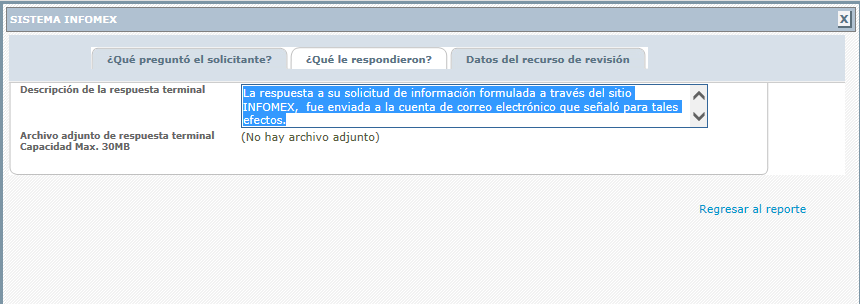 SISTEMA INFOMEX
X
¿Qué preguntó el solicitante?
¿Qué le respondieron?
Datos del recurso de revisión
Descripción de la respuesta terminal
La respuesta a su solicitud de información formulada a través del sitio
INFOMEX,  fue enviada a la cuenta de correo electrónico que señaló para tales
efectos.
Archivo adjunto de respuesta terminal
Capacidad Max. 30MB
(No hay archivo adjunto)
Regresar al reporte